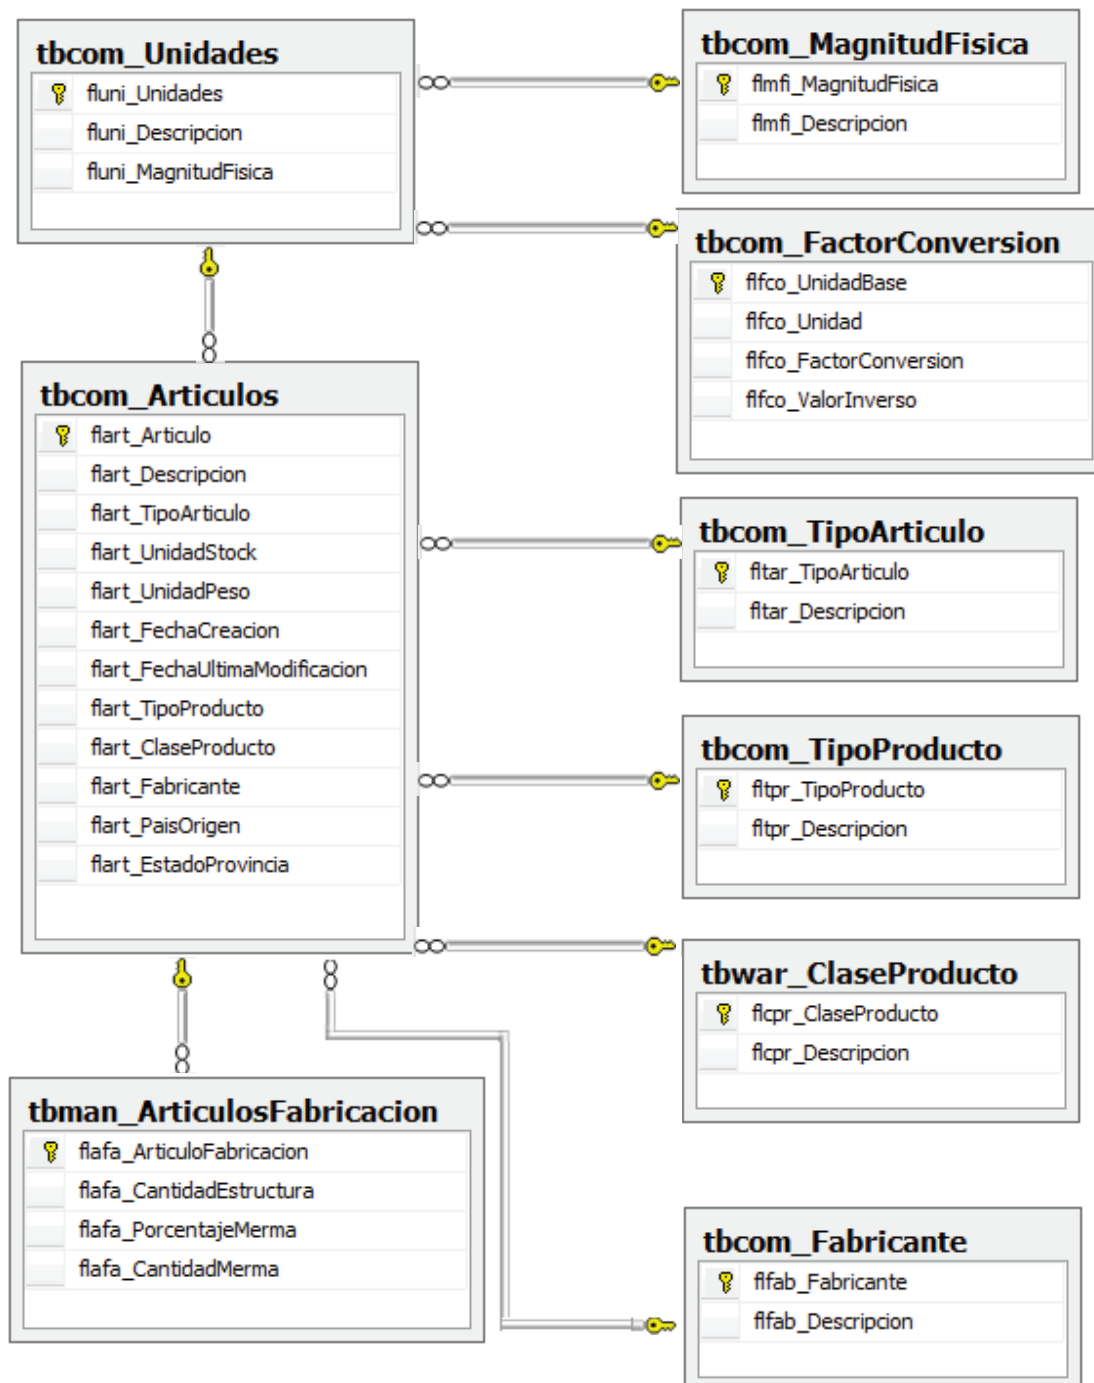 tbcom_Unidades
fluni_Unidades
fluni_Descripcion
fluni_MagnitudFisica
tbcom_MagnitudFisica
flmfi_MagnitudFisica
flmfi_Descripcion
tbcom_FactorConversion
flfco_UnidadBase
flfco_Unidad
flfco_FactorConversion
flfco_ValorInverso
tbcom_Articulos
flart_Articulo
flart_Descripcion
flart_TipoArticulo
flart_UnidadStock
flart_UnidadPeso
flart_FechaCreacion
flart_FechaUltimaModificacion
flart_TipoProducto
flart_ClaseProducto
flart_Fabricante
flart_PaisOrigen
flart_EstadoProvincia
tbcom_TipoArticulo
fltar_TipoArticulo
fltar_Descripcion
tbcom_TipoProducto
fltpr_TipoProducto
fltpr_Descripcion
tbwar_ClaseProducto
flcpr_ClaseProducto
flcpr_Descripcion
tbman_ArticulosFabricacion
flafa_ArticuloFabricacion
flafa_CantidadEstructura
flafa_PorcentajeMerma
flafa_CantidadMerma
tbcom_Fabricante
flfab_Fabricante
flfab_Descripcion